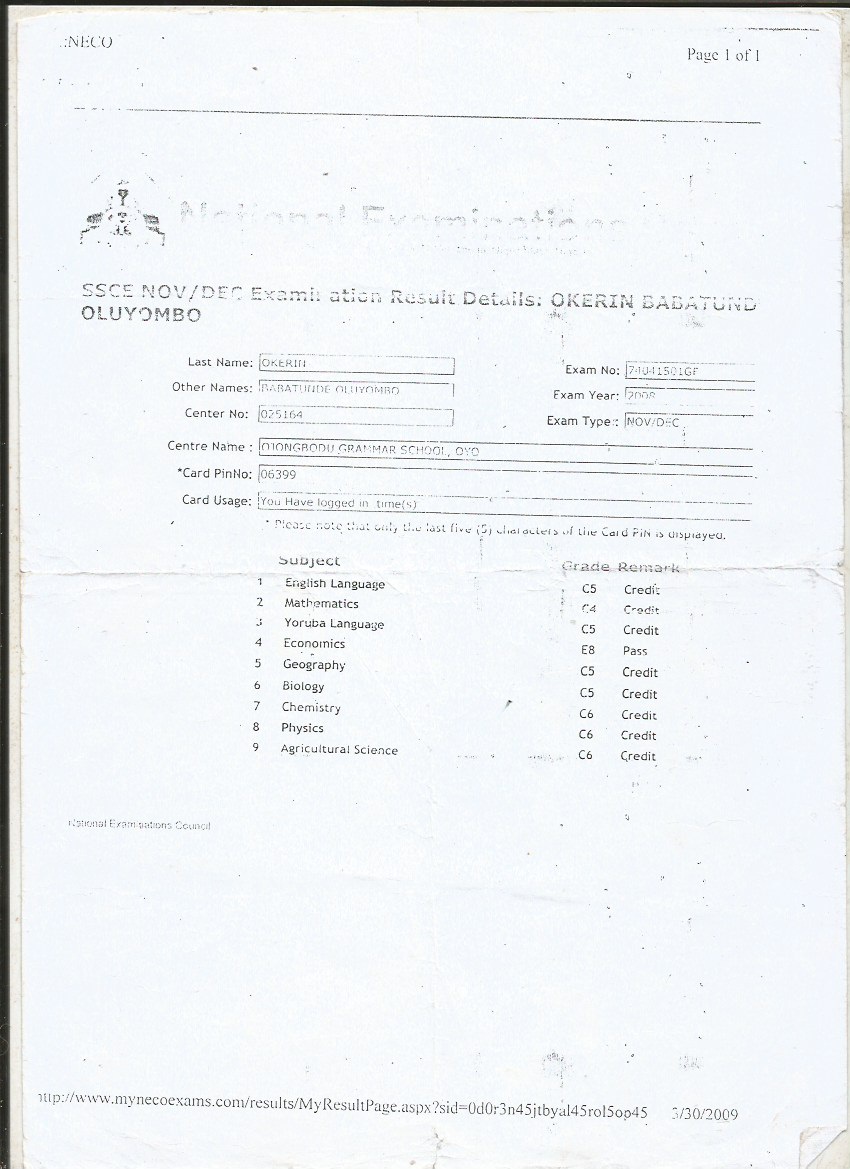 .:NECO
Page 1 of 1
National Examinations
SSCE NOV/DEC Examination Result Details: OKERIN BABATUND
OLUYOMBO
Last Name: OKERIN
Exam No: 74041501GF
Other Names: BABATUNDE OLUYOMBO
Exam Year: 2008
Center No: 025164
Exam Type: NOV/DEC
Centre Name : OJONGBODU GRAMMAR SCHOOL, OYO
*Card PinNo: 06399
Card Usage: You Have logged in time(s)
* Please note that only the last five (5) characters of the Card PIN is displayed.
Subject Grade Remark
1 English Language C5 Credit
2 Mathematics C4 Credit
3 Yoruba Language C5 Credit
4 Economics E8 Pass
5 Geography C5 Credit
6 Biology C5 Credit
7 Chemistry C6 Credit
8 Physics C6 Credit
9 Agricultural Science C6 Credit
National Examinations Council
http://www.mynecoexams.com/results/MyResultPage.aspx?sid=0d0r3n45jtbyal45rol5op45 3/30/2009